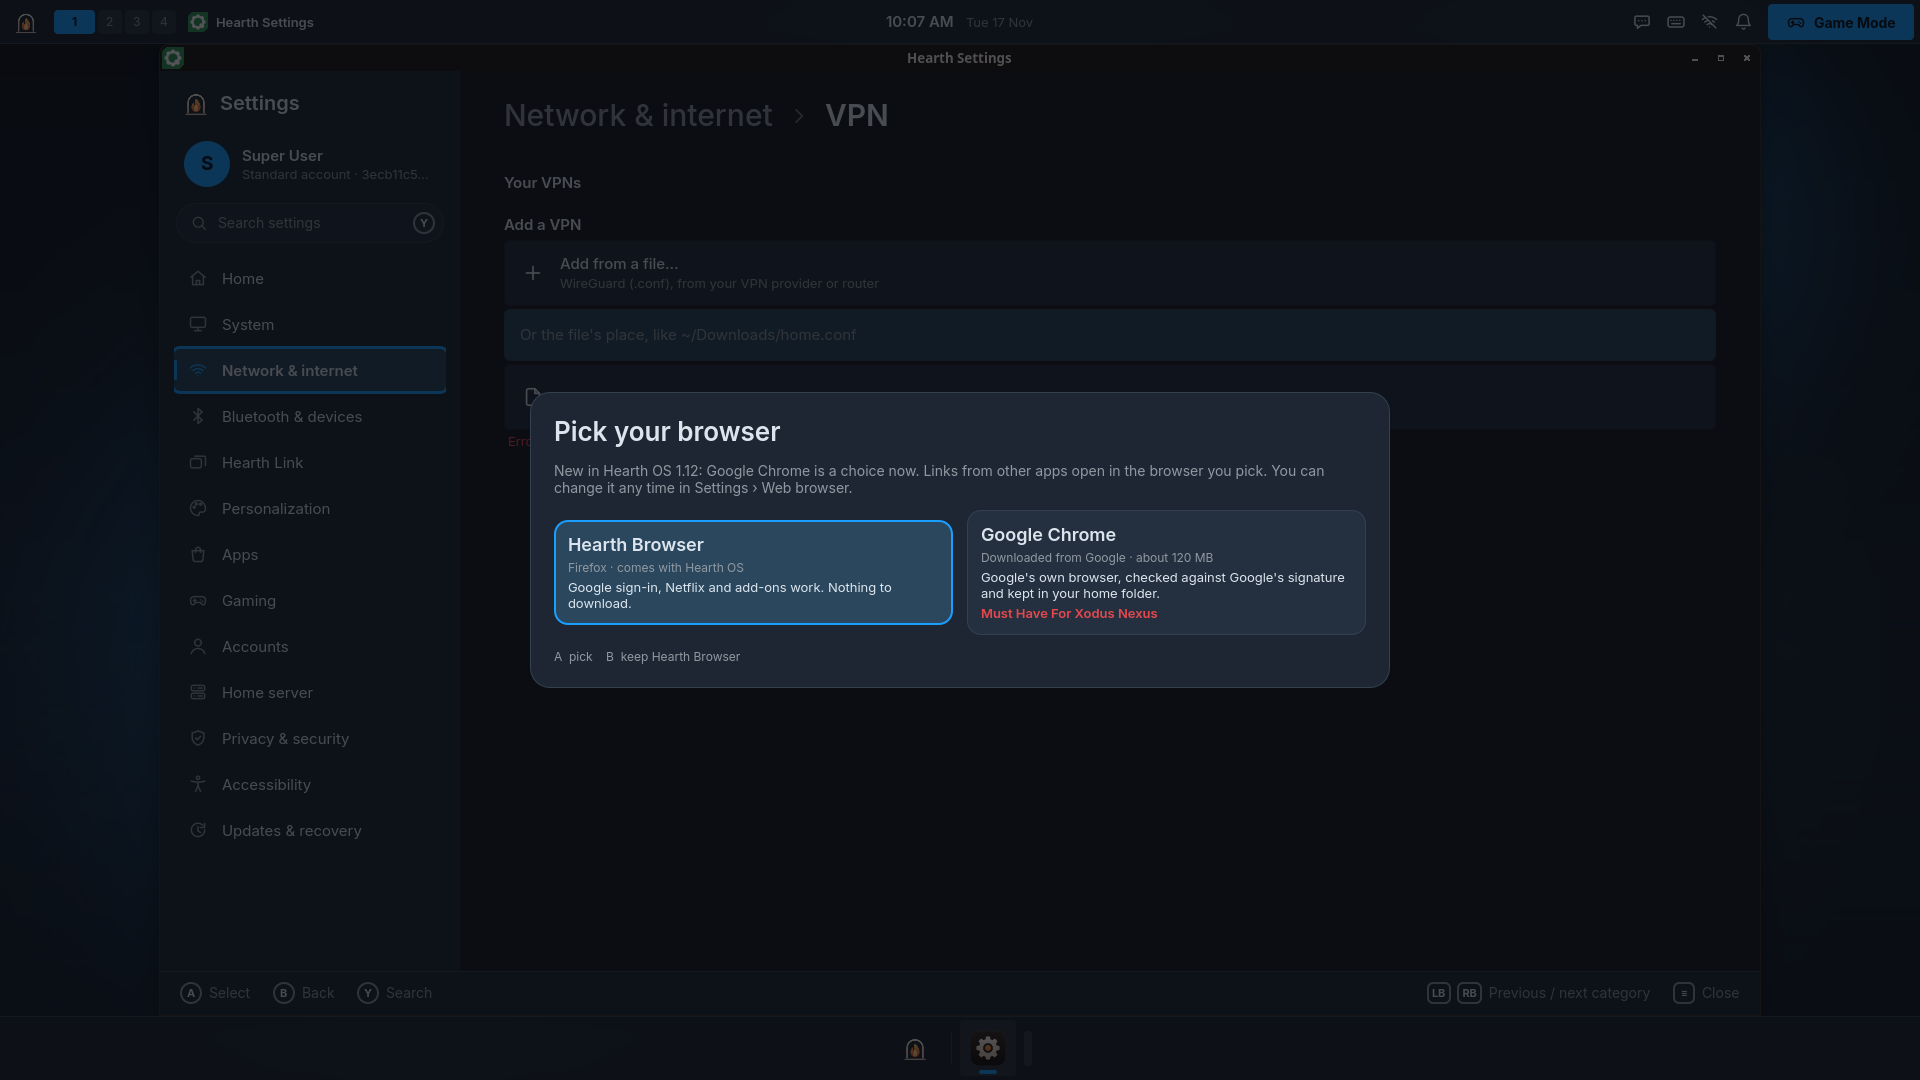 1 2 3 4 Hearth Settings
10:07 AM Tue 17 Nov
Game Mode
Hearth Settings
Settings
S
Super User
Standard account · 3ecb11c5...
Search settings Y
Home
System
Network & internet
Bluetooth & devices
Hearth Link
Personalization
Apps
Gaming
Accounts
Home server
Privacy & security
Accessibility
Updates & recovery
Network & internet › VPN
Your VPNs
Add a VPN
Add from a file...
WireGuard (.conf), from your VPN provider or router
Or the file's place, like ~/Downloads/home.conf
Pick your browser
New in Hearth OS 1.12: Google Chrome is a choice now. Links from other apps open in the browser you pick. You can
change it any time in Settings › Web browser.
Hearth Browser
Firefox · comes with Hearth OS
Google sign-in, Netflix and add-ons work. Nothing to
download.
Google Chrome
Downloaded from Google · about 120 MB
Google's own browser, checked against Google's signature
and kept in your home folder.
Must Have For Xodus Nexus
A pick B keep Hearth Browser
A Select B Back Y Search
LB RB Previous / next category ≡ Close